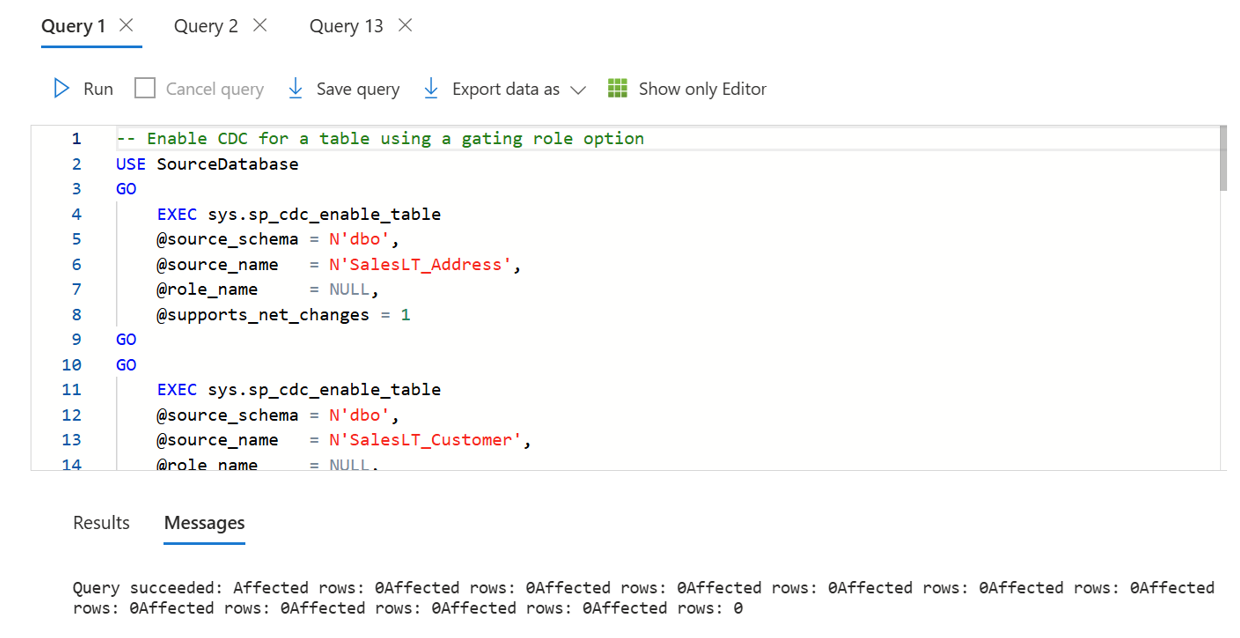 Query 1
Query 2
Query 13
Run
Cancel query
Save query
Export data as
Show only Editor
1 -- Enable CDC for a table using a gating role option
2 USE SourceDatabase
3 GO
4 EXEC sys.sp_cdc_enable_table
5 @source_schema = N'dbo',
6 @source_name = N'SalesLT_Address',
7 @role_name = NULL,
8 @supports_net_changes = 1
9 GO
10 GO
11 EXEC sys.sp_cdc_enable_table
12 @source_schema = N'dbo',
13 @source_name = N'SalesLT_Customer',
14 @role_name = NULL,
Results
Messages
Query succeeded: Affected rows: 0Affected rows: 0Affected rows: 0Affected rows: 0Affected rows: 0Affected rows: 0Affected
rows: 0Affected rows: 0Affected rows: 0Affected rows: 0Affected rows: 0